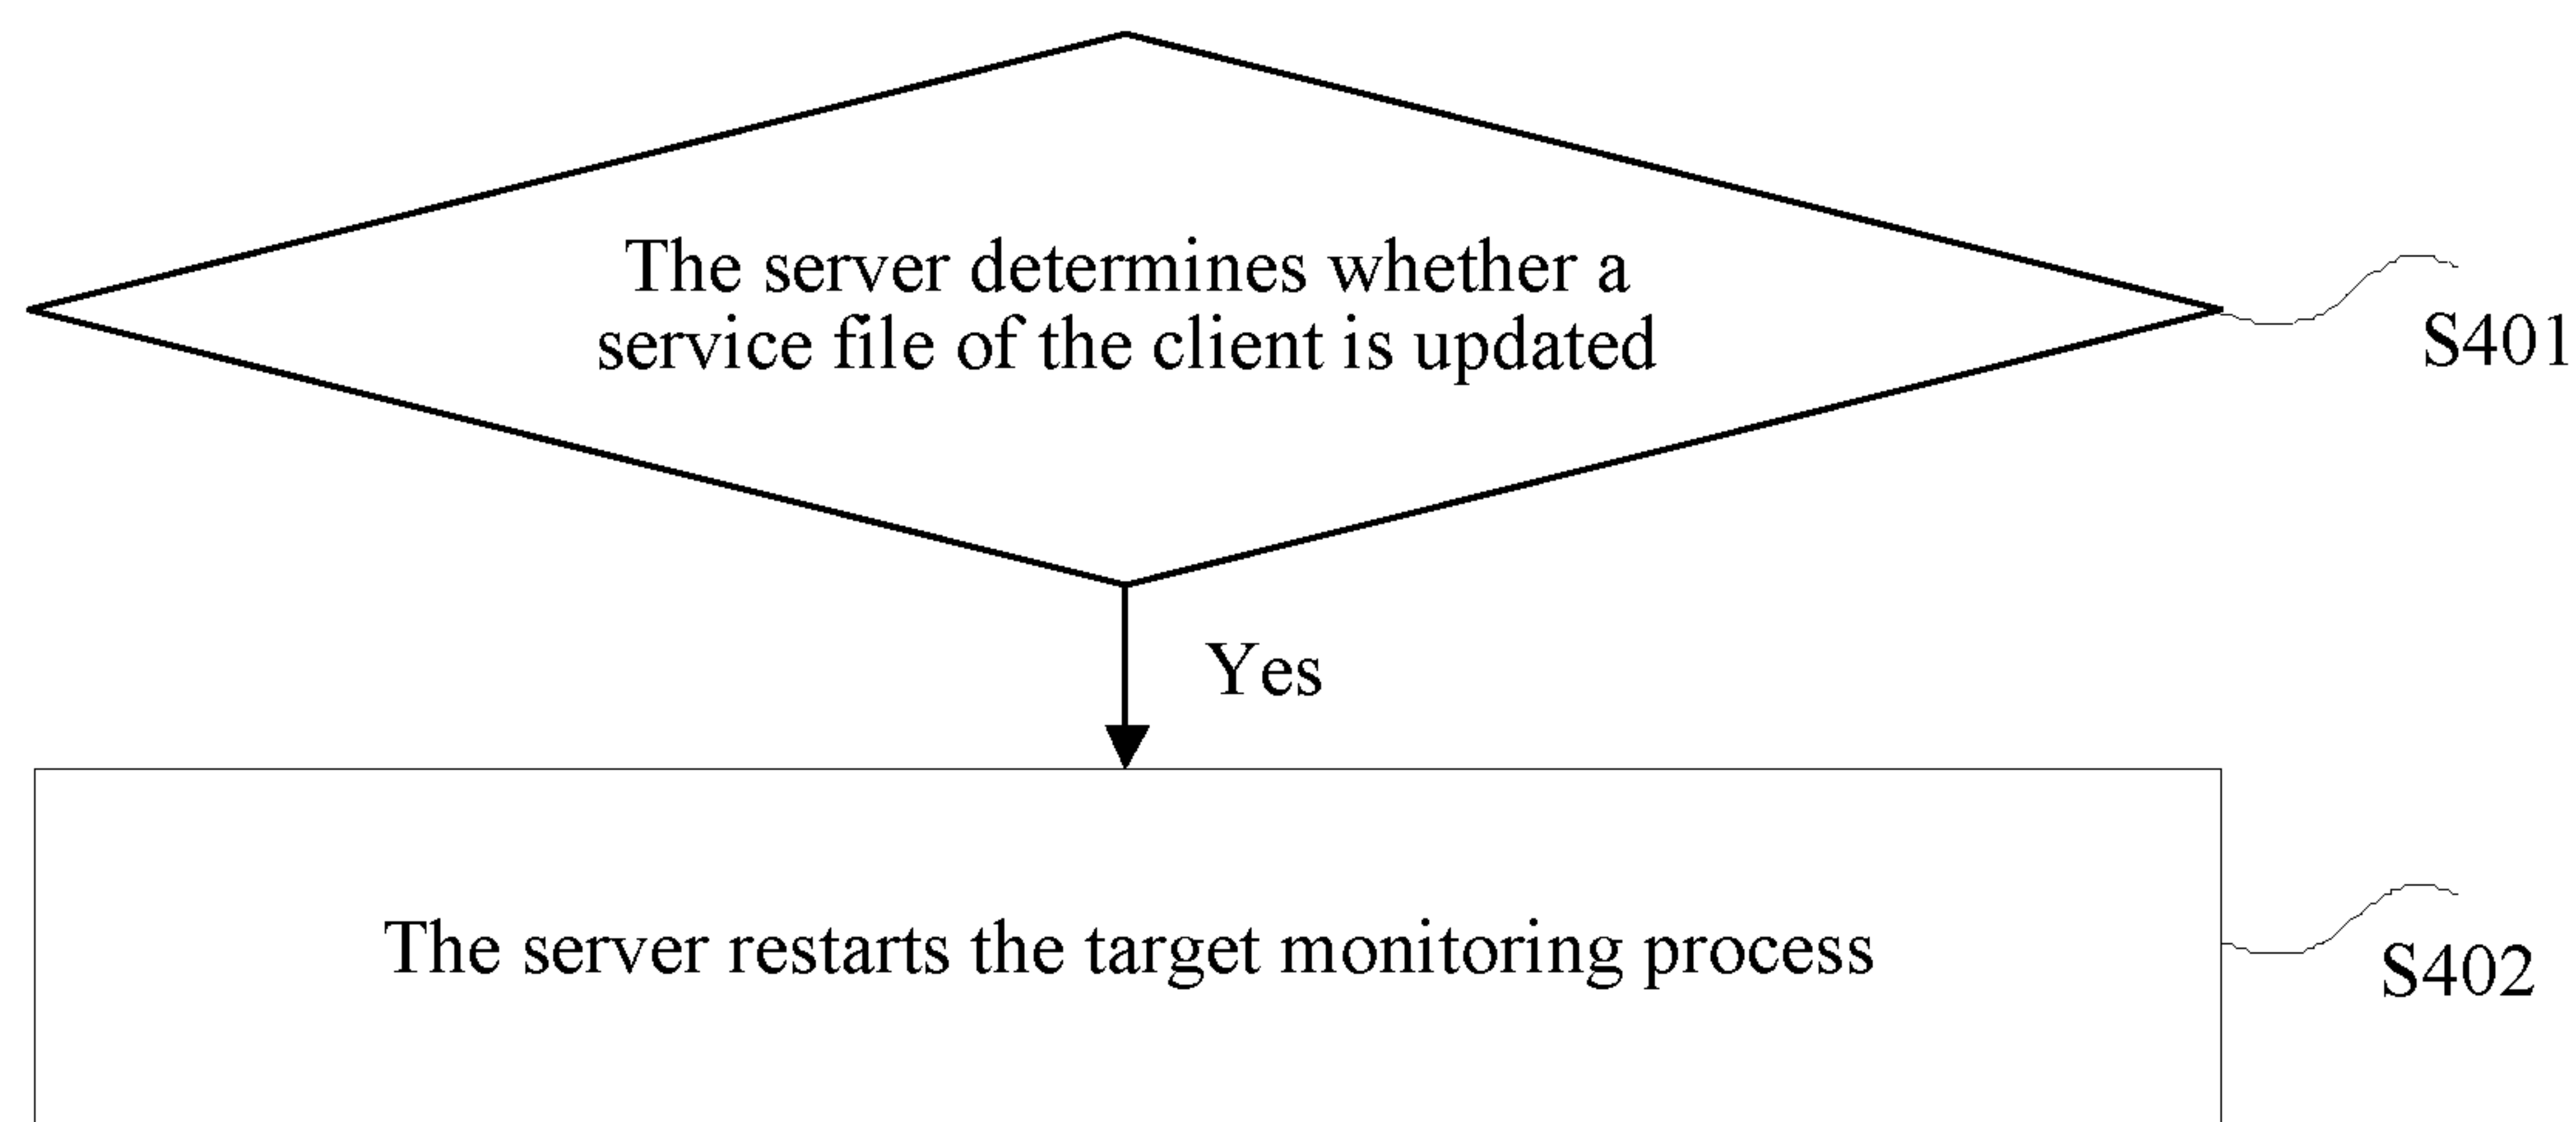 The server determines whether a
service file of the client is updated
S401
Yes
The server restarts the target monitoring process
S402